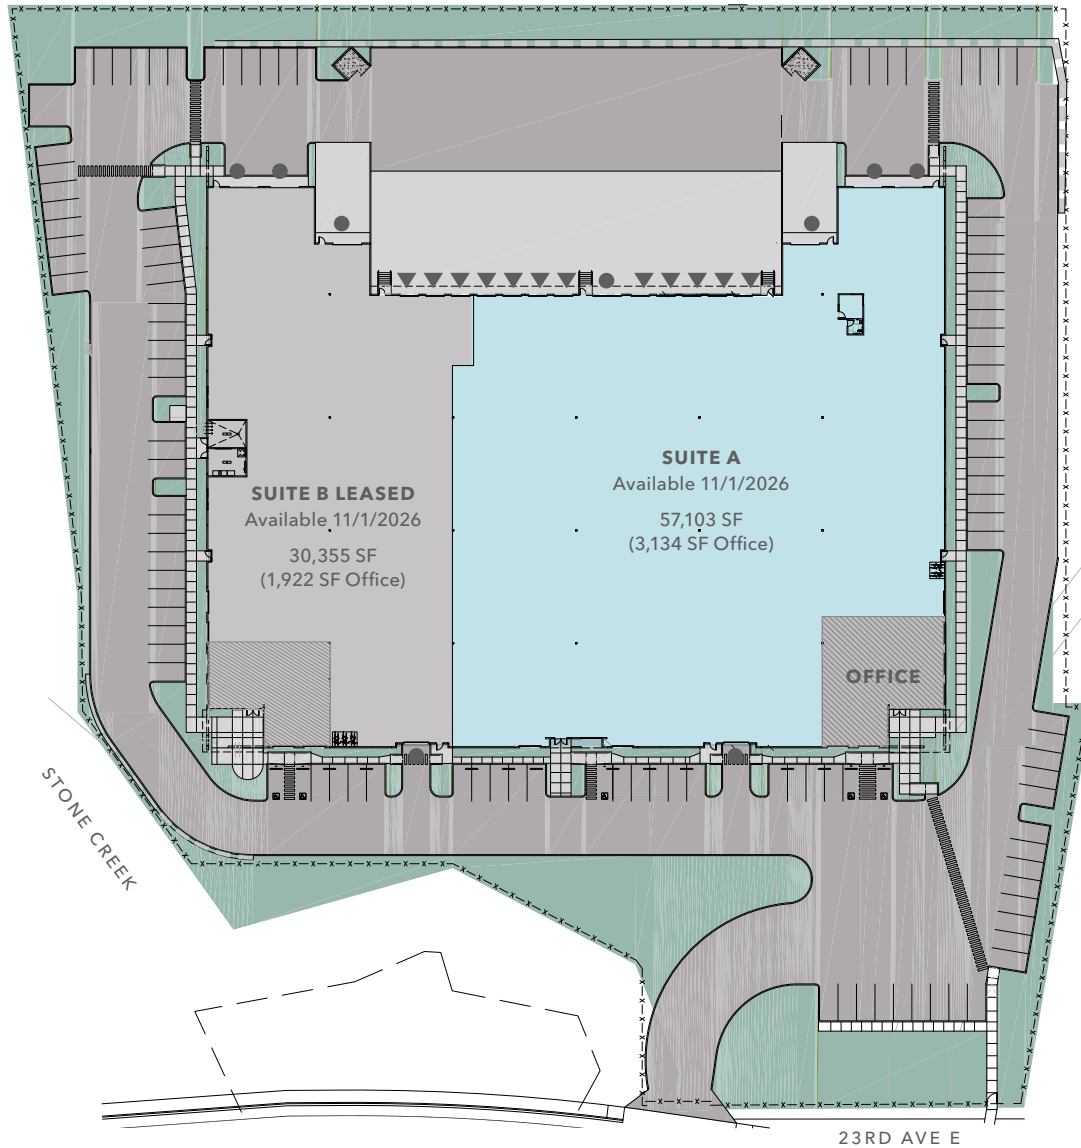 SUITE A
Available 11/1/2026
57,103 SF
(3,134 SF Office)
SUITE B LEASED
Available 11/1/2026
30,355 SF
(1,922 SF Office)
OFFICE
STONE CREEK
23RD AVE E